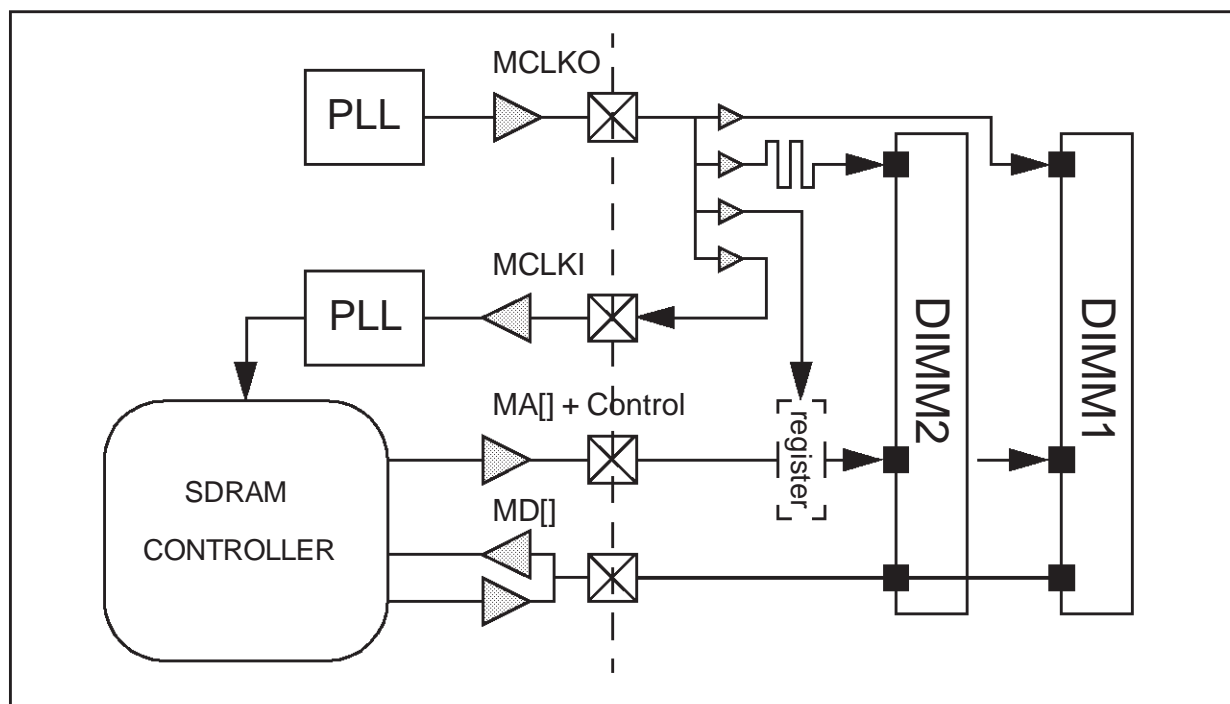 MCLKO
PLL
MCLKI
PLL
MA[] + Control
register
DIMM2
DIMM1
SDRAM
CONTROLLER
MD[]